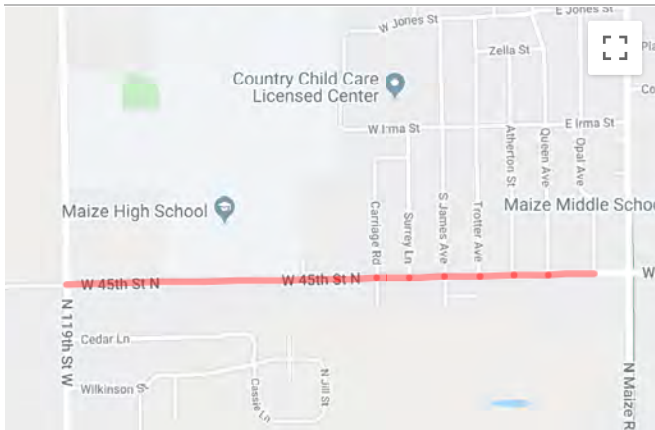 W Jones St
E Jones St
Zella St
Pla
Country Child Care
Licensed Center
Co
W Irma St
E Irma St
Atherton St
Queen Ave
Opal Ave
Maize High School
Carriage Rd
Surrey Ln
S James Ave
Trotter Ave
Maize Middle Schoo
W 45th St N
W 45th St N
W
N 119th St W
Cedar Ln
Wilkinson St
Cassie Ln
N Jill St
N Maize R